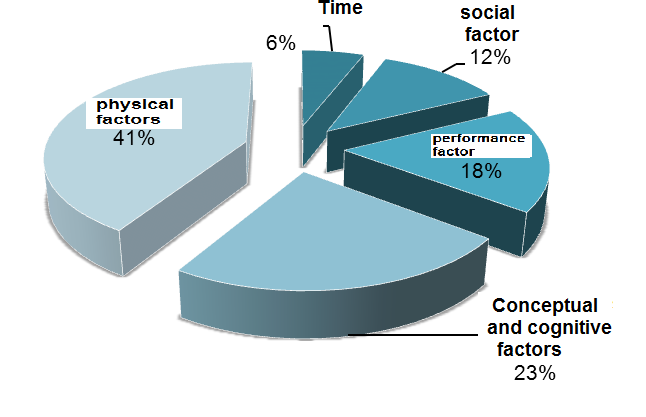 Time
6%
social
factor
12%
physical
factors
41%
performance
factor
18%
Conceptual
and cognitive
factors
23%